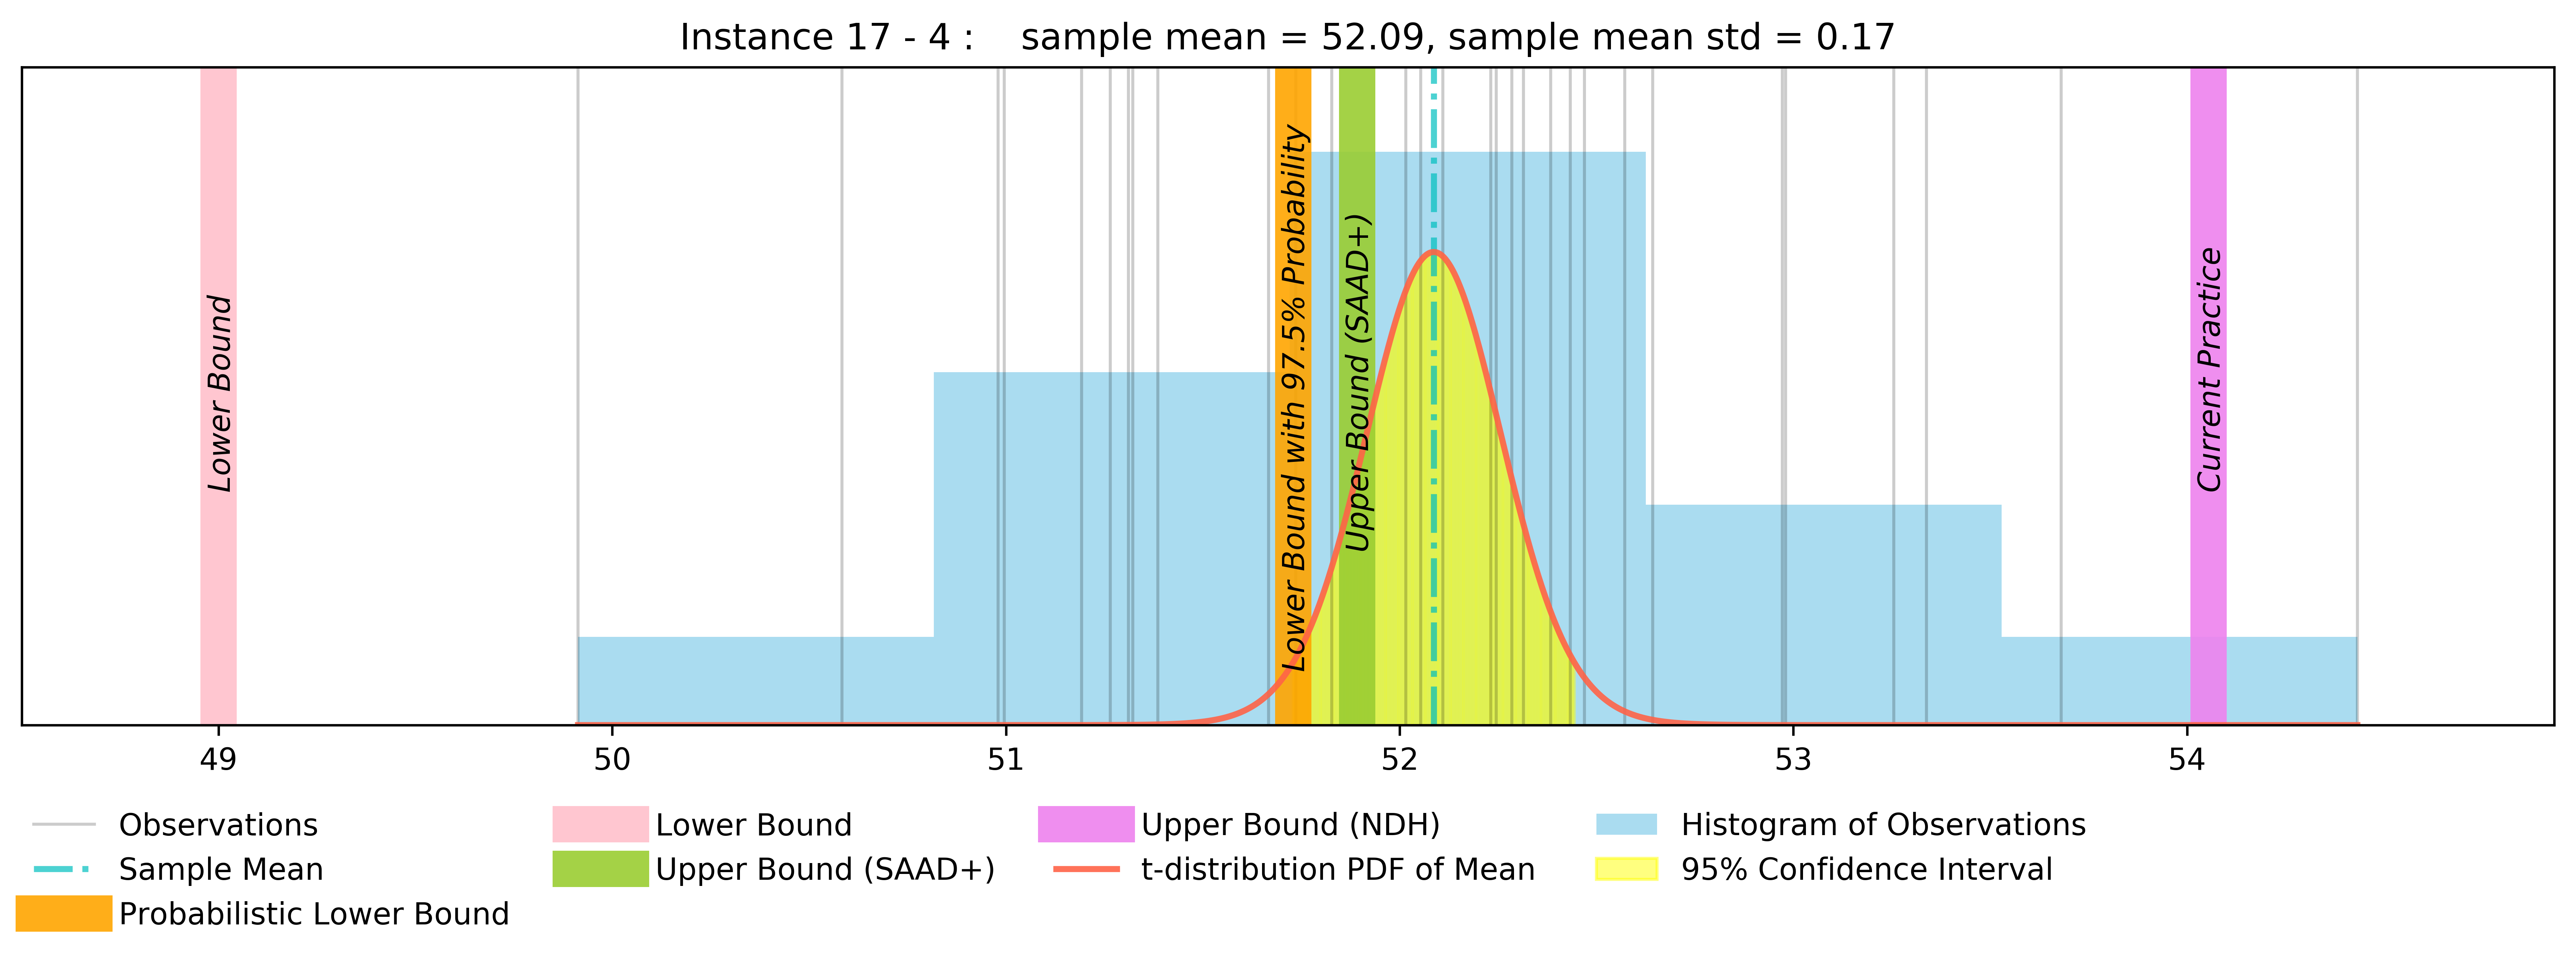 Instance 17 - 4 :    sample mean = 52.09, sample mean std = 0.17
Lower Bound
Lower Bound with 97.5% Probability
Upper Bound (SAAD+)
Current Practice
49 50 51 52 53 54
Observations
Sample Mean
Probabilistic Lower Bound
Lower Bound
Upper Bound (SAAD+)
Upper Bound (NDH)
t-distribution PDF of Mean
Histogram of Observations
95% Confidence Interval